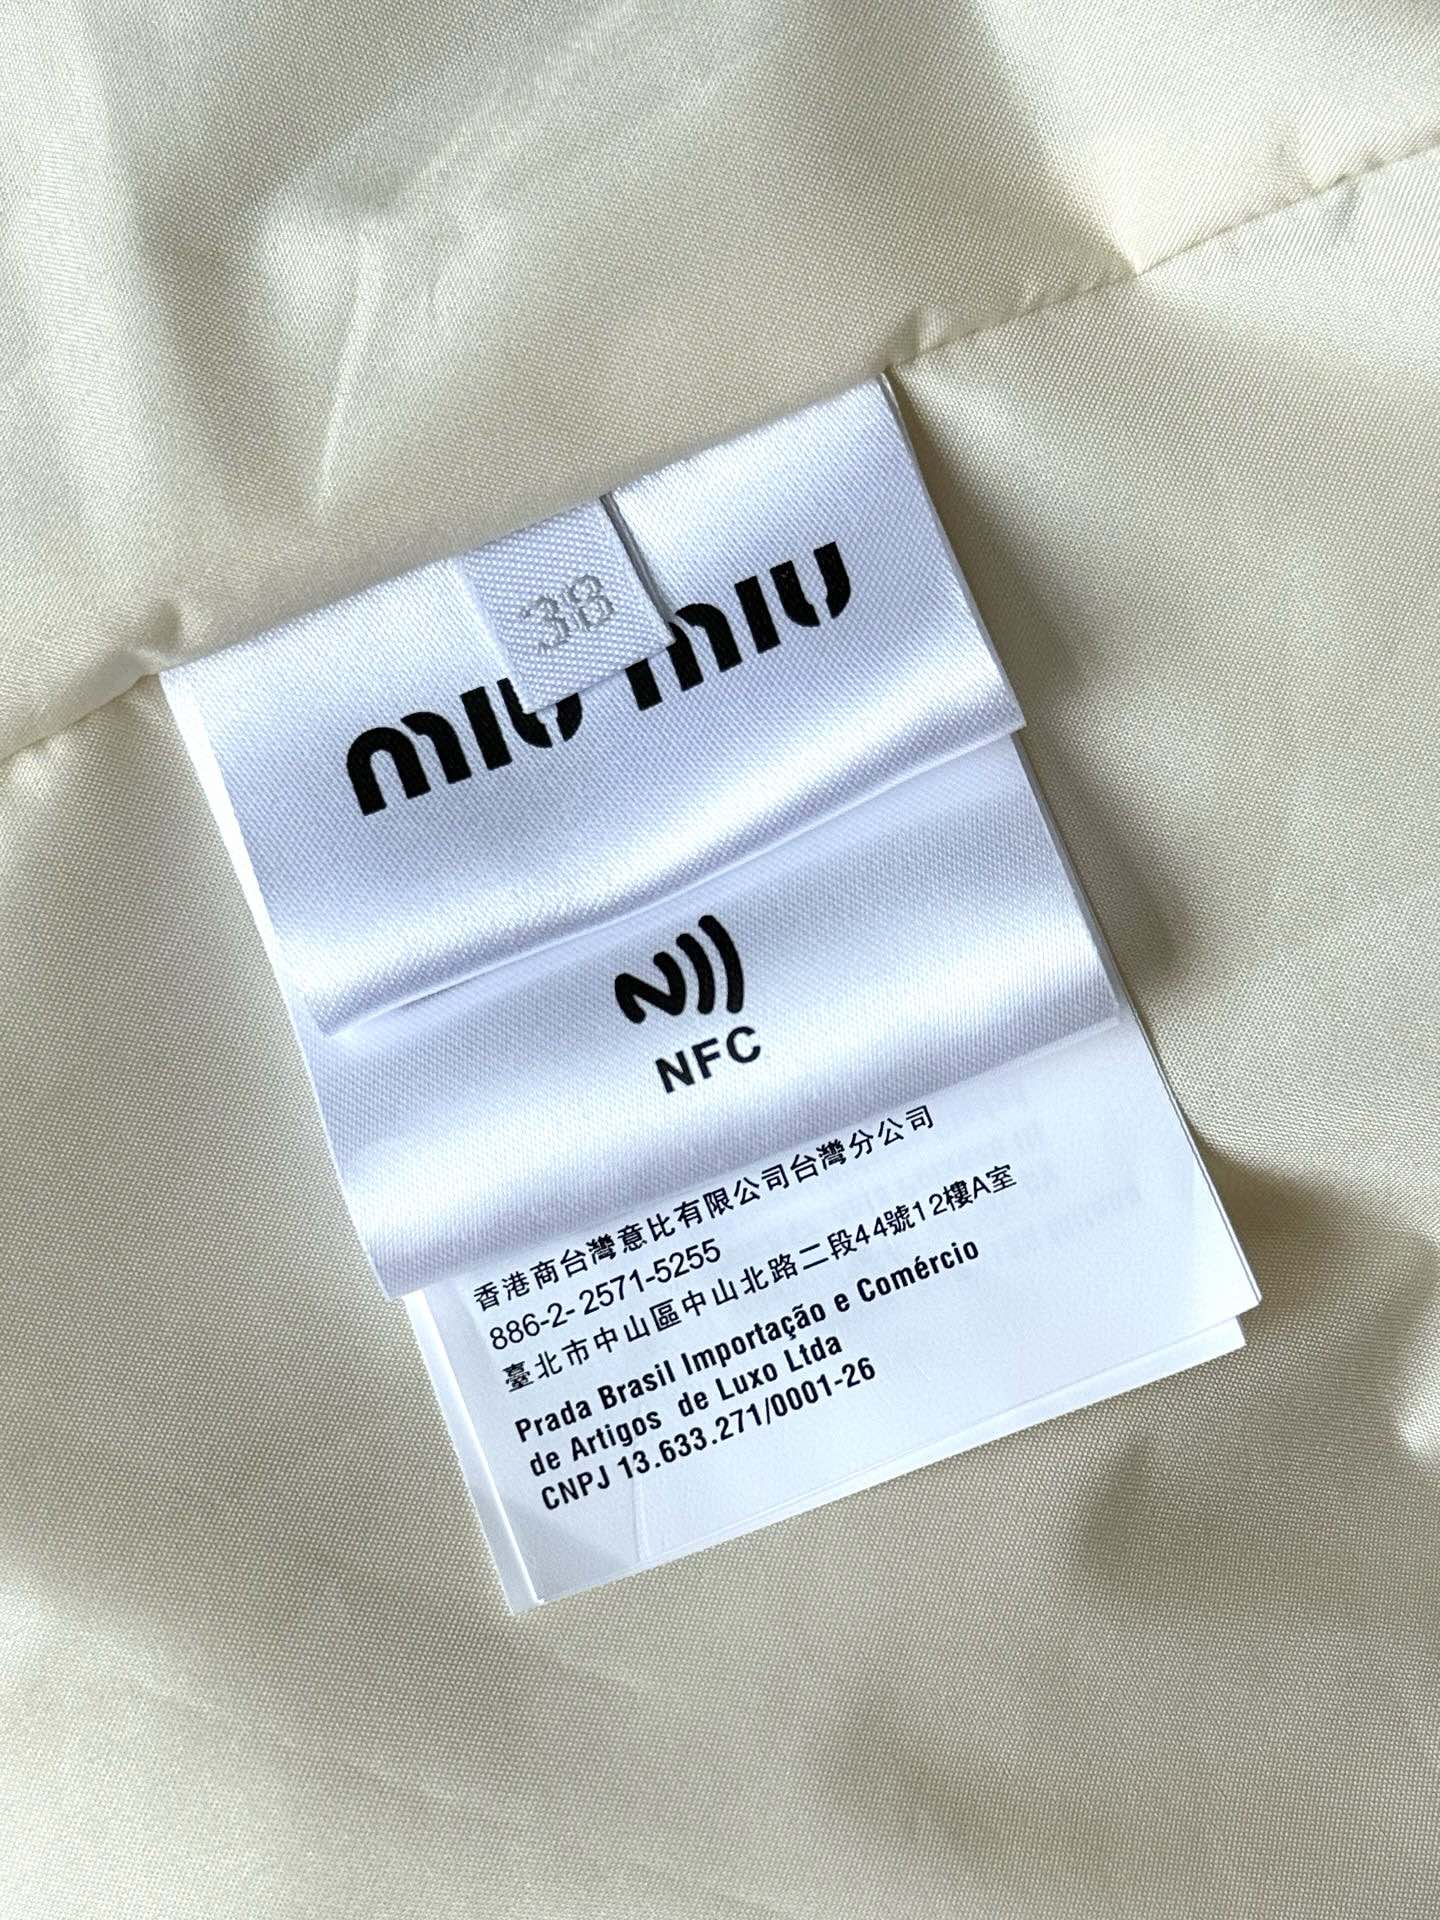 38
miu miu
NFC
香港商台灣意比有限公司台灣分公司
886-2-2571-5255
臺北市中山區中山北路二段44號12樓A室
Prada Brasil Importação e Comércio
de Artigos de Luxo Ltda
CNPJ 13.633.271/0001-26